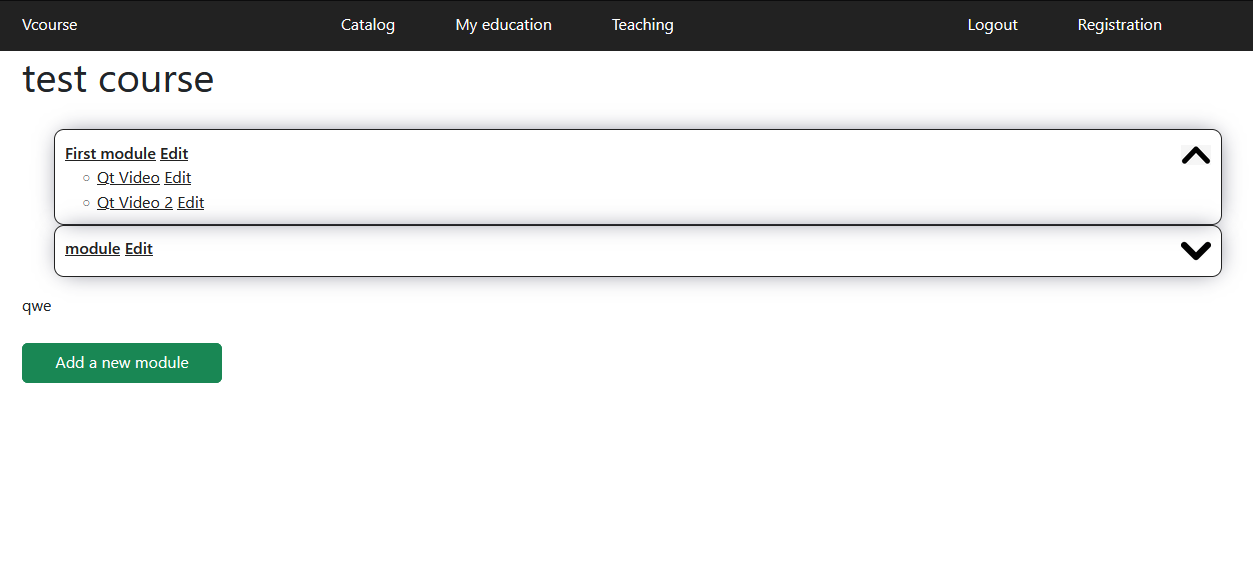 Vcourse Catalog My education Teaching Logout Registration
test course
First module Edit
Qt Video Edit
Qt Video 2 Edit
module Edit
qwe
Add a new module